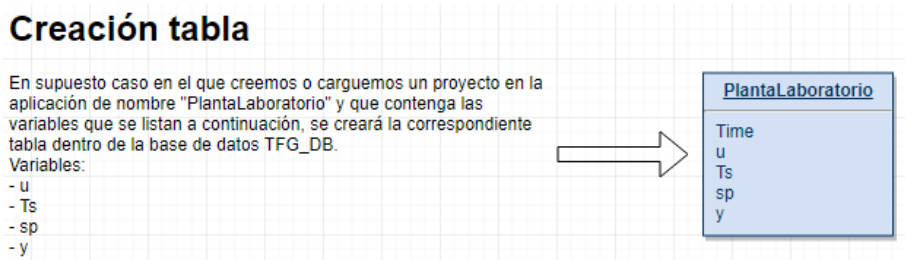 Creación tabla
En supuesto caso en el que creemos o carguemos un proyecto en la
aplicación de nombre "PlantaLaboratorio" y que contenga las
variables que se listan a continuación, se creará la correspondiente
tabla dentro de la base de datos TFG_DB.
Variables:
- u
- Ts
- sp
- y
PlantaLaboratorio
Time
u
Ts
sp
y